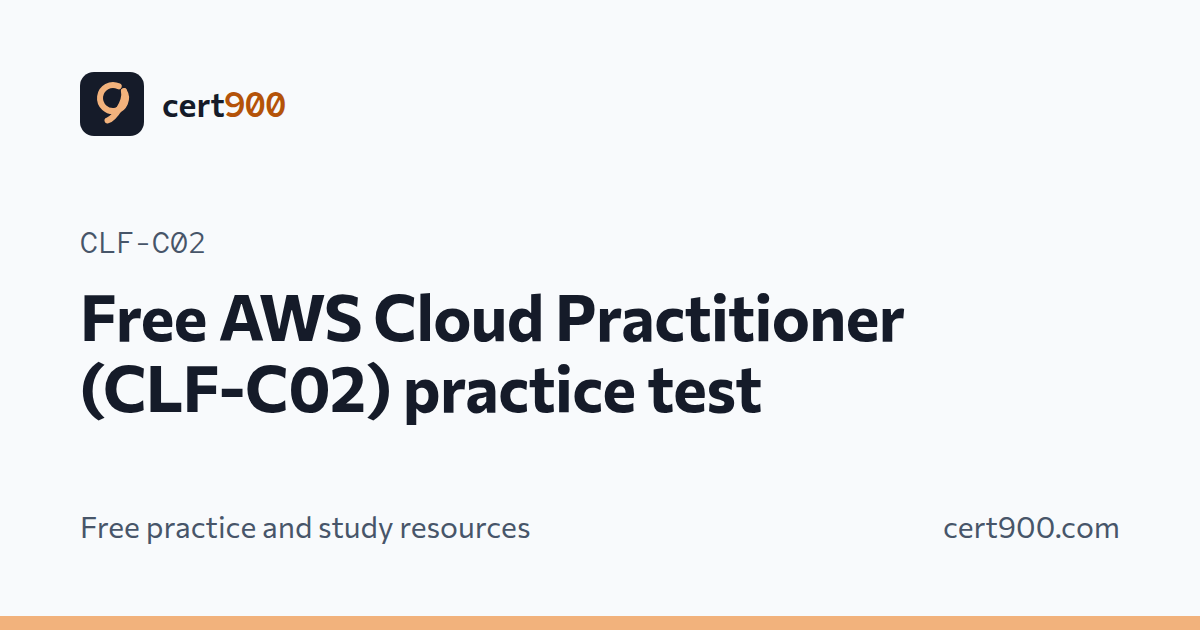 cert900
CLF-C02
Free AWS Cloud Practitioner
(CLF-C02) practice test
Free practice and study resources
cert900.com